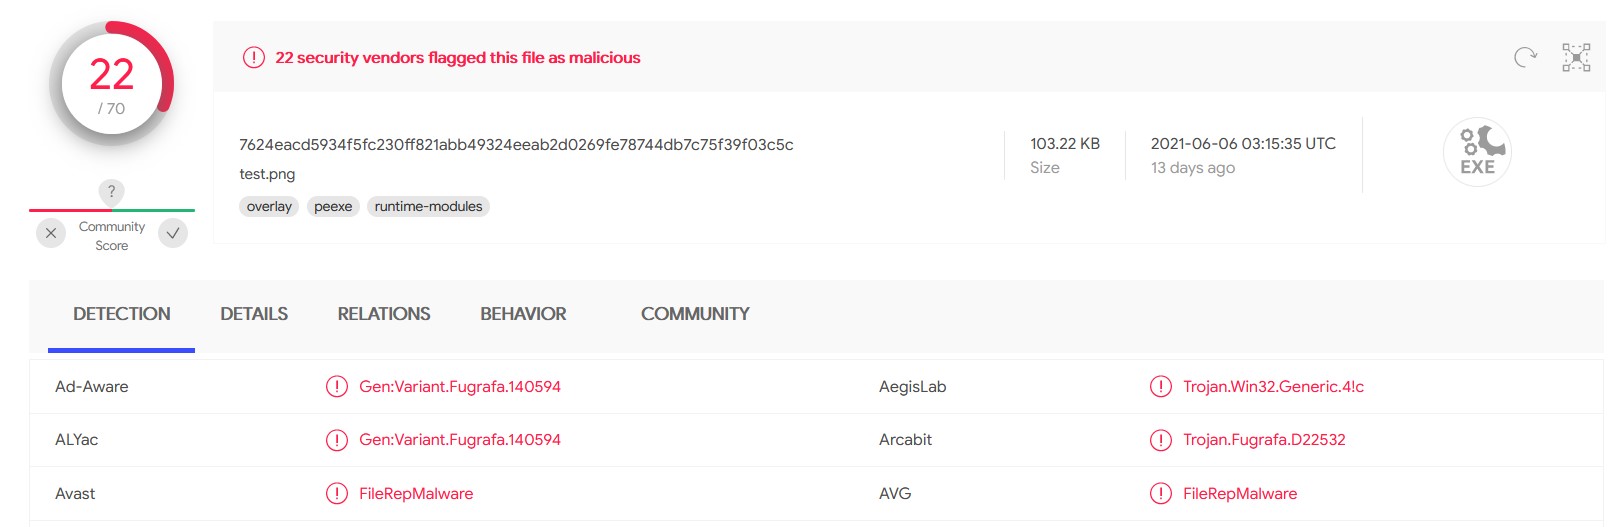 22
/ 70
?
Community
Score
22 security vendors flagged this file as malicious
7624eacd5934f5fc230ff821abb49324eeab2d0269fe78744db7c75f39f03c5c
test.png
overlay peexe runtime-modules
103.22 KB
Size
2021-06-06 03:15:35 UTC
13 days ago
EXE
DETECTION DETAILS RELATIONS BEHAVIOR COMMUNITY
Ad-Aware Gen:Variant.Fugrafa.140594 AegisLab Trojan.Win32.Generic.4!c
ALYac Gen:Variant.Fugrafa.140594 Arcabit Trojan.Fugrafa.D22532
Avast FileRepMalware AVG FileRepMalware